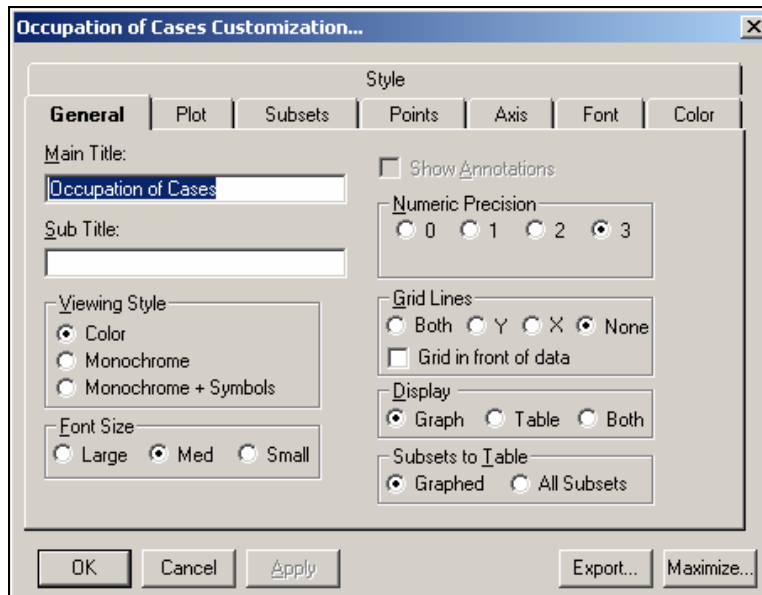 Occupation of Cases Customization...
Style
General Plot Subsets Points Axis Font Color
Main Title:
Occupation of Cases
Sub Title:
Viewing Style
Color
Monochrome
Monochrome + Symbols
Font Size
Large Med Small
Show Annotations
Numeric Precision
0 1 2 3
Grid Lines
Both Y X None
Grid in front of data
Display
Graph Table Both
Subsets to Table
Graphed All Subsets
OK Cancel Apply Export... Maximize...